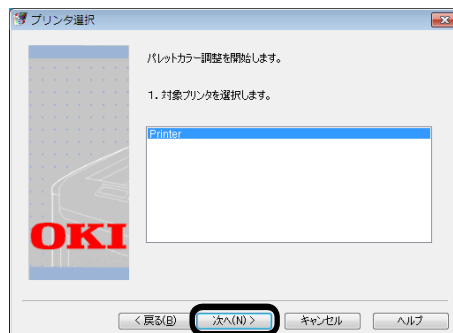 プリンタ選択
パレットカラー調整を開始します。
1. 対象プリンタを選択します。
Printer
OKI
< 戻る(B) 次へ(N) > キャンセル ヘルプ